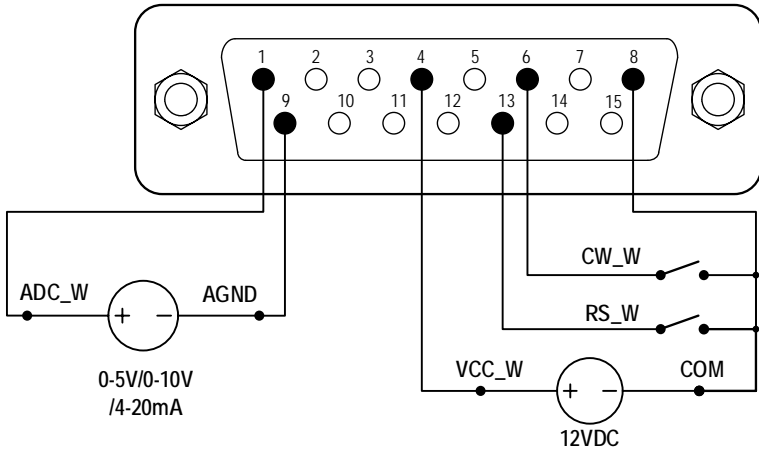 1 2 3 4 5 6 7 8
9 10 11 12 13 14 15
CW_W
ADC_W AGND
RS_W
0-5V/0-10V
/4-20mA
VCC_W COM
12VDC